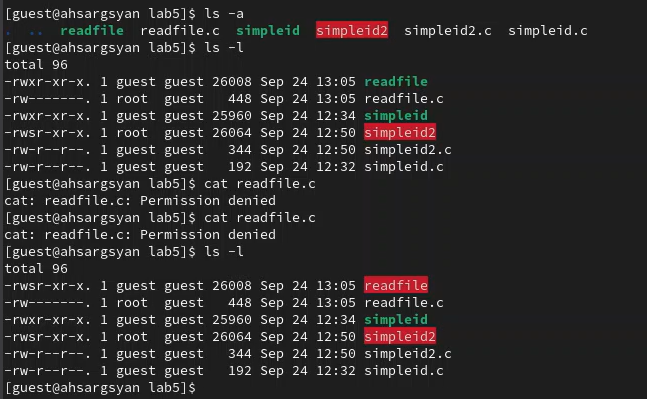 [guest@ahsargsyan lab5]$ ls -a
.  ..  readfile  readfile.c  simpleid  simpleid2  simpleid2.c  simpleid.c
[guest@ahsargsyan lab5]$ ls -l
total 96
-rwxr-xr-x. 1 guest guest 26008 Sep 24 13:05 readfile
-rw-------. 1 root  guest   448 Sep 24 13:05 readfile.c
-rwxr-xr-x. 1 guest guest 25960 Sep 24 12:34 simpleid
-rwsr-xr-x. 1 root  guest 26064 Sep 24 12:50 simpleid2
-rw-r--r--. 1 guest guest   344 Sep 24 12:50 simpleid2.c
-rw-r--r--. 1 guest guest   192 Sep 24 12:32 simpleid.c
[guest@ahsargsyan lab5]$ cat readfile.c
cat: readfile.c: Permission denied
[guest@ahsargsyan lab5]$ cat readfile.c
cat: readfile.c: Permission denied
[guest@ahsargsyan lab5]$ ls -l
total 96
-rwsr-xr-x. 1 guest guest 26008 Sep 24 13:05 readfile
-rw-------. 1 root  guest   448 Sep 24 13:05 readfile.c
-rwxr-xr-x. 1 guest guest 25960 Sep 24 12:34 simpleid
-rwsr-xr-x. 1 root  guest 26064 Sep 24 12:50 simpleid2
-rw-r--r--. 1 guest guest   344 Sep 24 12:50 simpleid2.c
-rw-r--r--. 1 guest guest   192 Sep 24 12:32 simpleid.c
[guest@ahsargsyan lab5]$